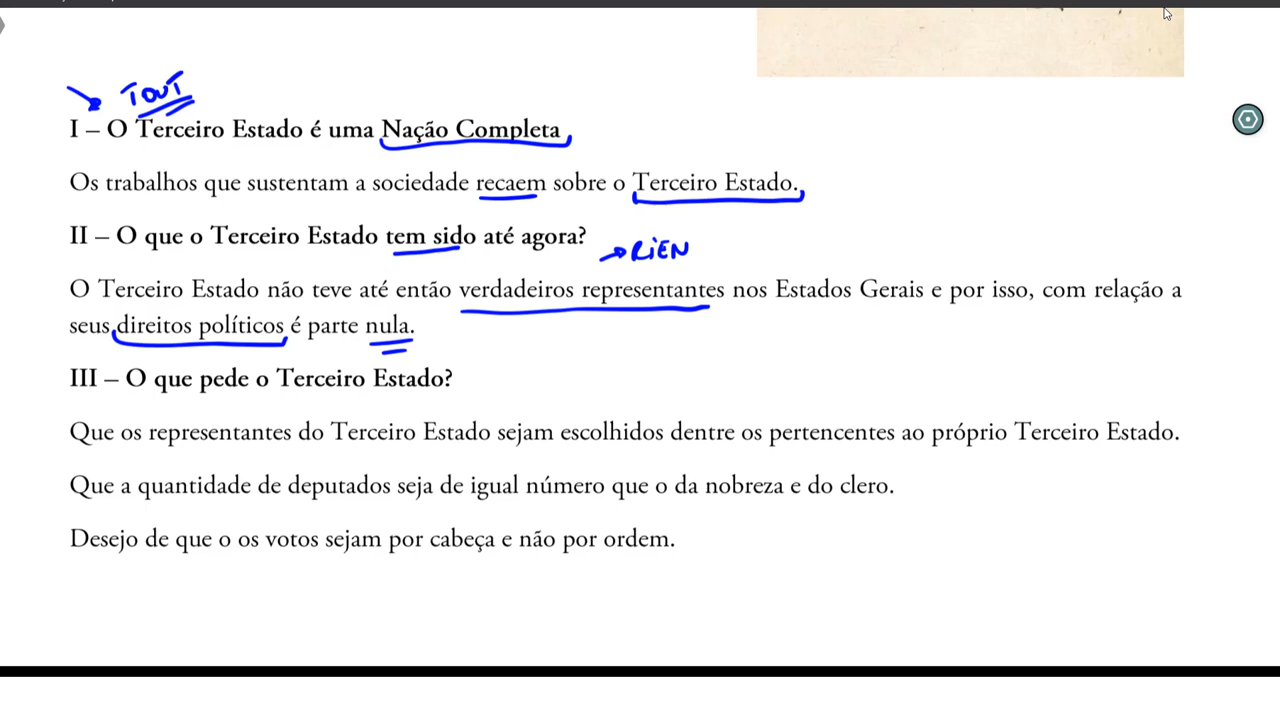 TOUT
I – O Terceiro Estado é uma Nação Completa
Os trabalhos que sustentam a sociedade recaem sobre o Terceiro Estado.
II – O que o Terceiro Estado tem sido até agora?
RiEN
O Terceiro Estado não teve até então verdadeiros representantes nos Estados Gerais e por isso, com relação a
seus direitos políticos é parte nula.
III – O que pede o Terceiro Estado?
Que os representantes do Terceiro Estado sejam escolhidos dentre os pertencentes ao próprio Terceiro Estado.
Que a quantidade de deputados seja de igual número que o da nobreza e do clero.
Desejo de que o os votos sejam por cabeça e não por ordem.